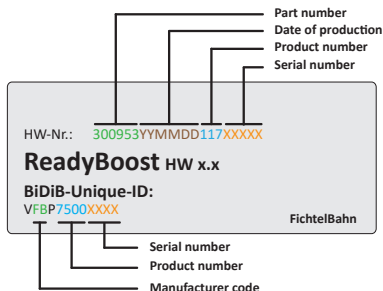 Part number
Date of production
Product number
Serial number
HW-Nr.: 300953YYMMDD117XXXXX
ReadyBoost HW x.x
BiDiB-Unique-ID:
VFBP7500XXXX
FichtelBahn
Serial number
Product number
Manufacturer code